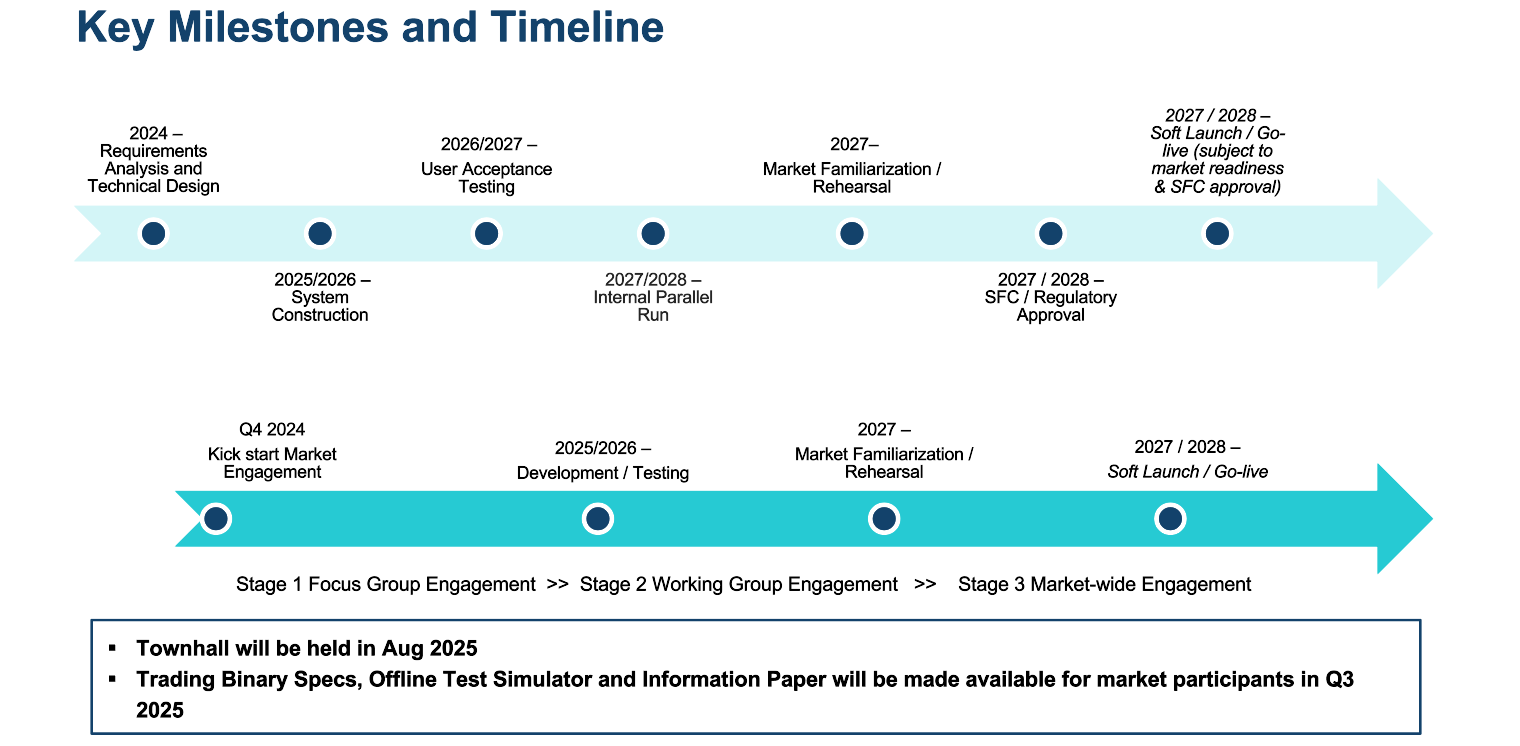 Key Milestones and Timeline
2024 –
Requirements
Analysis and
Technical Design
2025/2026 –
System
Construction
2026/2027 –
User Acceptance
Testing
2027/2028 –
Internal Parallel
Run
2027–
Market Familiarization /
Rehearsal
2027 / 2028 –
SFC / Regulatory
Approval
2027 / 2028 –
Soft Launch / Go-
live (subject to
market readiness
& SFC approval)
Q4 2024
Kick start Market
Engagement
2025/2026 –
Development / Testing
2027 –
Market Familiarization /
Rehearsal
2027 / 2028 –
Soft Launch / Go-live
Stage 1 Focus Group Engagement >> Stage 2 Working Group Engagement >> Stage 3 Market-wide Engagement
▪ Townhall will be held in Aug 2025
▪ Trading Binary Specs, Offline Test Simulator and Information Paper will be made available for market participants in Q3
2025